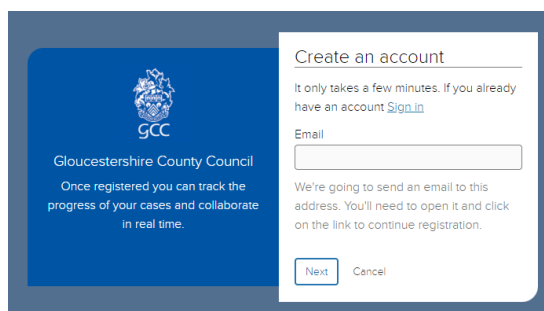 GCC
Gloucestershire County Council
Once registered you can track the
progress of your cases and collaborate
in real time.
Create an account
It only takes a few minutes. If you already
have an account Sign in
Email
We're going to send an email to this
address. You'll need to open it and click
on the link to continue registration.
Next Cancel